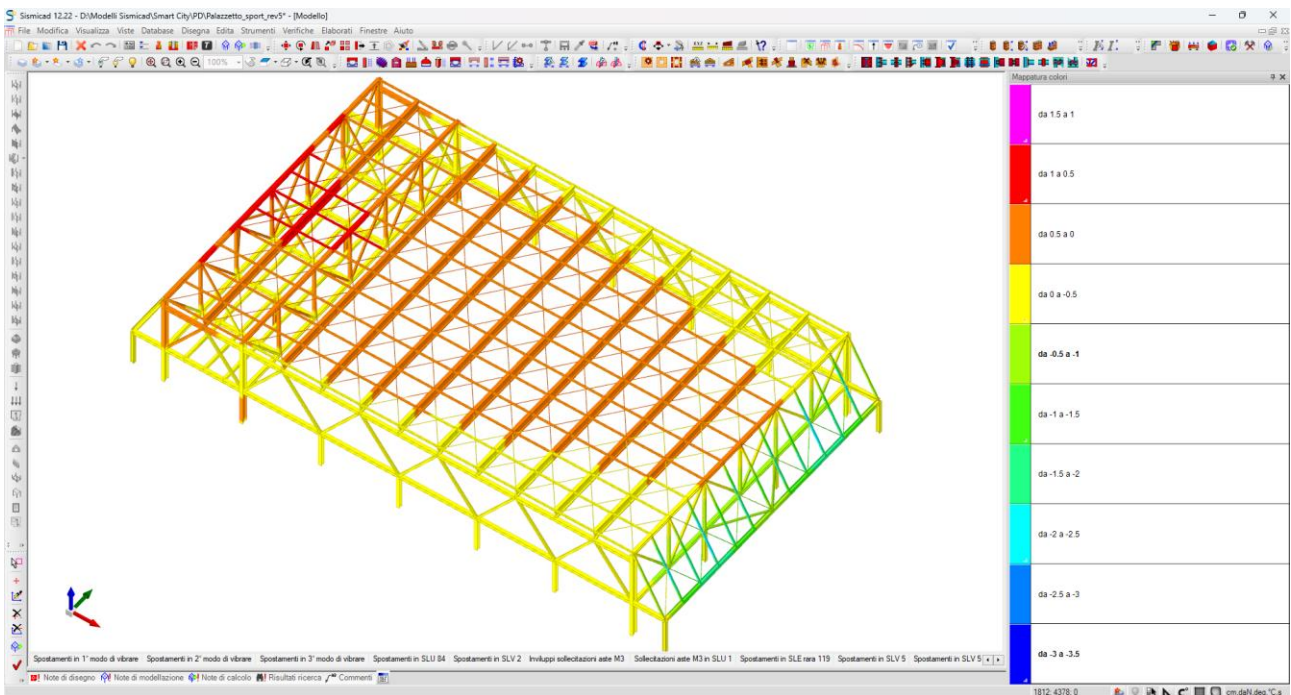 Sismicad 12.22 - D:\Modelli Sismicad\Smart City\PD\Palazzetto_sport_rev5* - [Modello]
File Modifica Visualizza Viste Database Disegna Edita Strumenti Verifiche Elaborati Finestre Aiuto
100%
Mappatura colori
da 1.5 a 1
da 1 a 0.5
da 0.5 a 0
da 0 a -0.5
da -0.5 a -1
da -1 a -1.5
da -1.5 a -2
da -2 a -2.5
da -2.5 a -3
da -3 a -3.5
Spostamenti in 1° modo di vibrare Spostamenti in 2° modo di vibrare Spostamenti in 3° modo di vibrare Spostamenti in SLU 84 Spostamenti in SLV 2 Inviluppi sollecitazioni aste M3 Sollecitazioni aste M3 in SLU 1 Spostamenti in SLE rara 119 Spostamenti in SLV 5 Spostamenti in SLV 5
Note di disegno Note di modellazione Note di calcolo Risultati ricerca Commenti
1812; 4378; 0 cm.daN.deg.°C.s